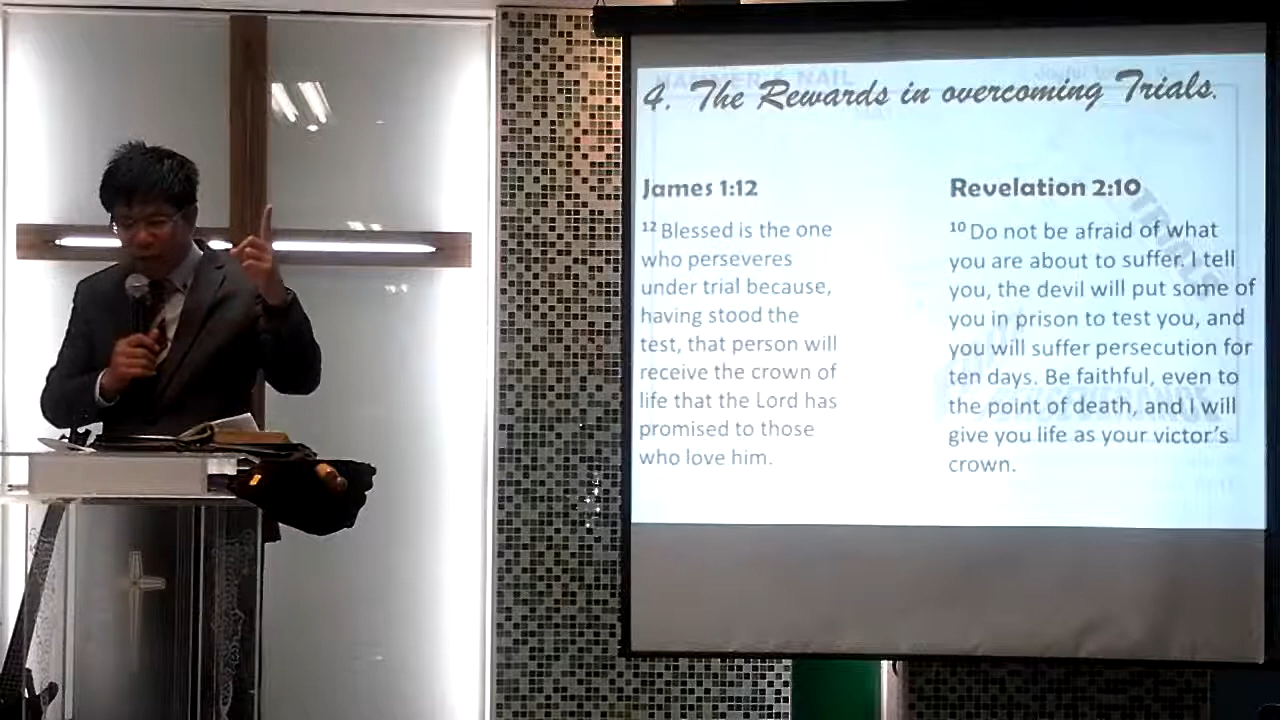 4. The Rewards in overcoming Trials.
James 1:12
12 Blessed is the one
who perseveres
under trial because,
having stood the
test, that person will
receive the crown of
life that the Lord has
promised to those
who love him.
Revelation 2:10
10 Do not be afraid of what
you are about to suffer. I tell
you, the devil will put some of
you in prison to test you, and
you will suffer persecution for
ten days. Be faithful, even to
the point of death, and I will
give you life as your victor's
crown.